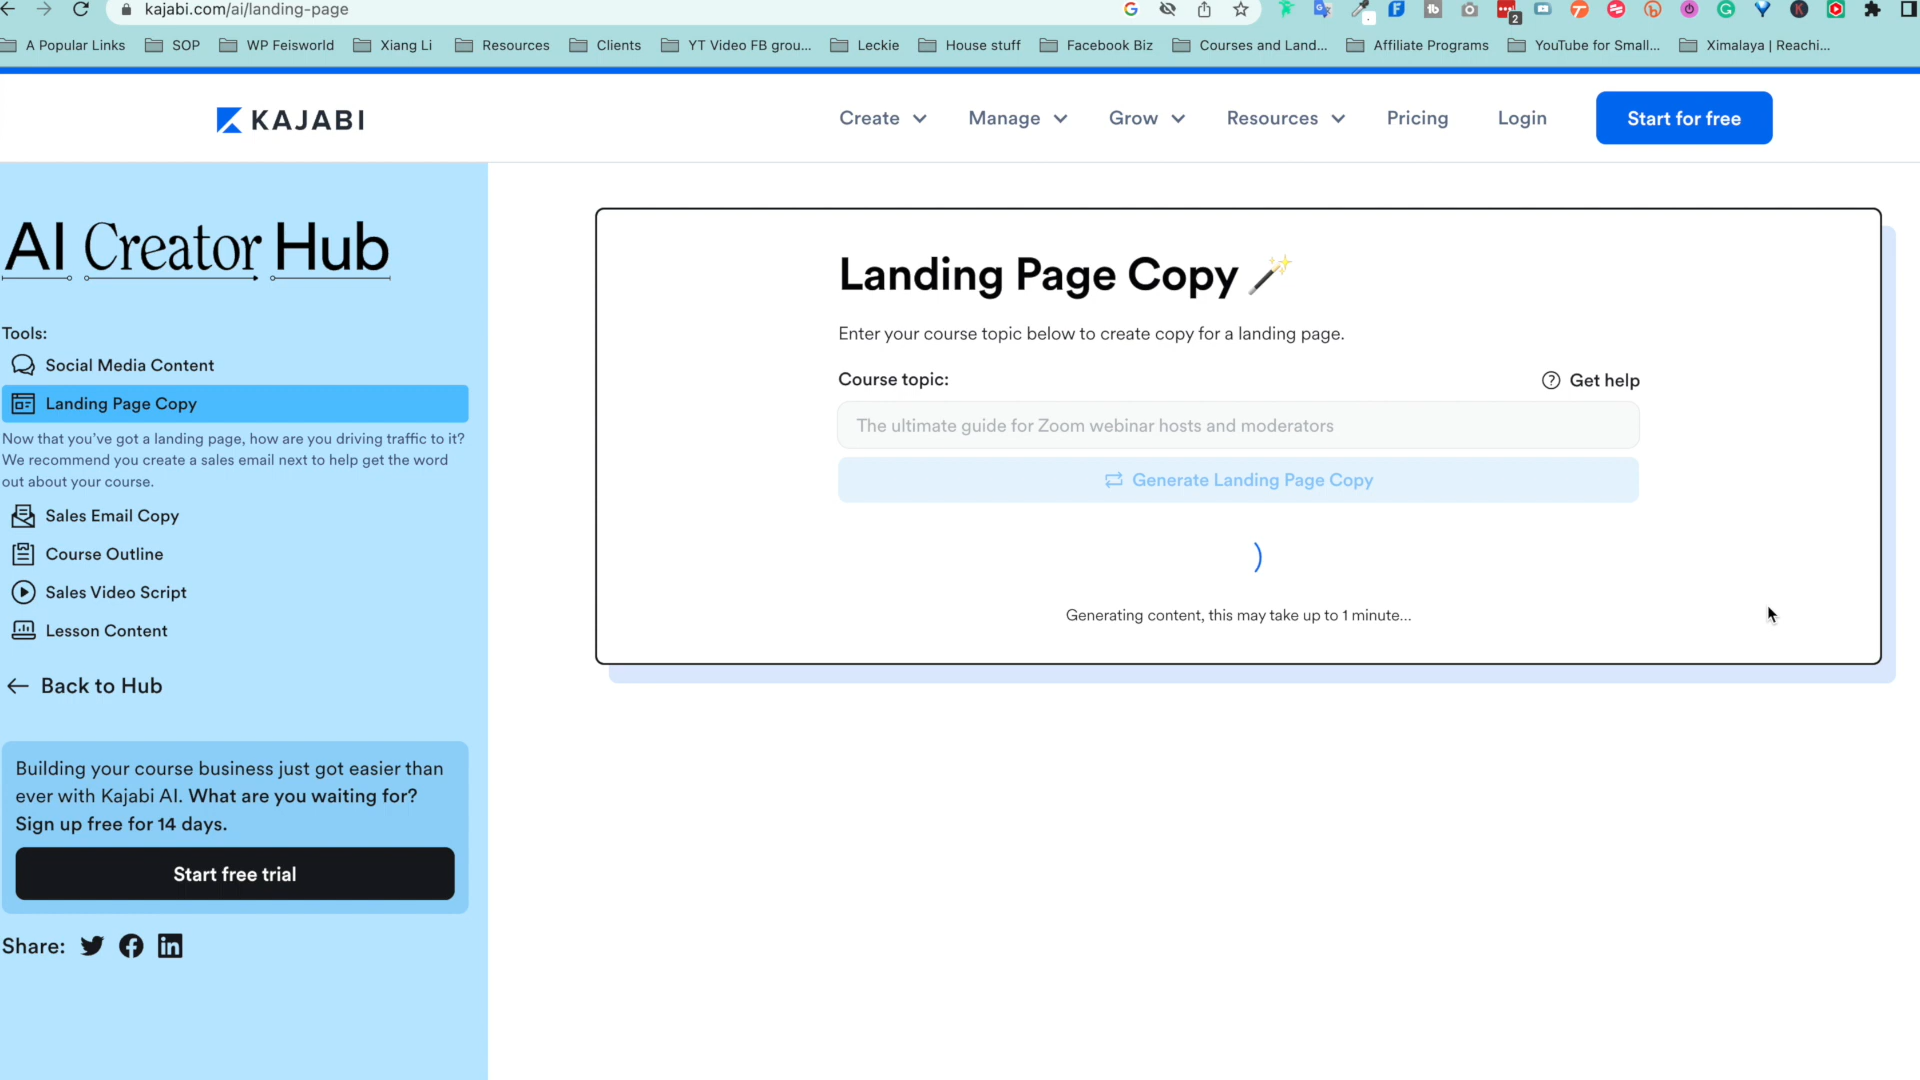 kajabi.com/ai/landing-page
2
A Popular Links SOP WP Feisworld Xiang Li Resources Clients YT Video FB grou... Leckie House stuff Facebook Biz Courses and Land... Affiliate Programs YouTube for Small... Ximalaya | Reachi...
KAJABI Create Manage Grow Resources Pricing Login Start for free
AI Creator Hub
Tools:
Social Media Content
Landing Page Copy
Now that you've got a landing page, how are you driving traffic to it?
We recommend you create a sales email next to help get the word
out about your course.
Sales Email Copy
Course Outline
Sales Video Script
Lesson Content
Back to Hub
Building your course business just got easier than
ever with Kajabi AI. What are you waiting for?
Sign up free for 14 days.
Start free trial
Share:
Landing Page Copy
Enter your course topic below to create copy for a landing page.
Course topic: Get help
The ultimate guide for Zoom webinar hosts and moderators
Generate Landing Page Copy
Generating content, this may take up to 1 minute...